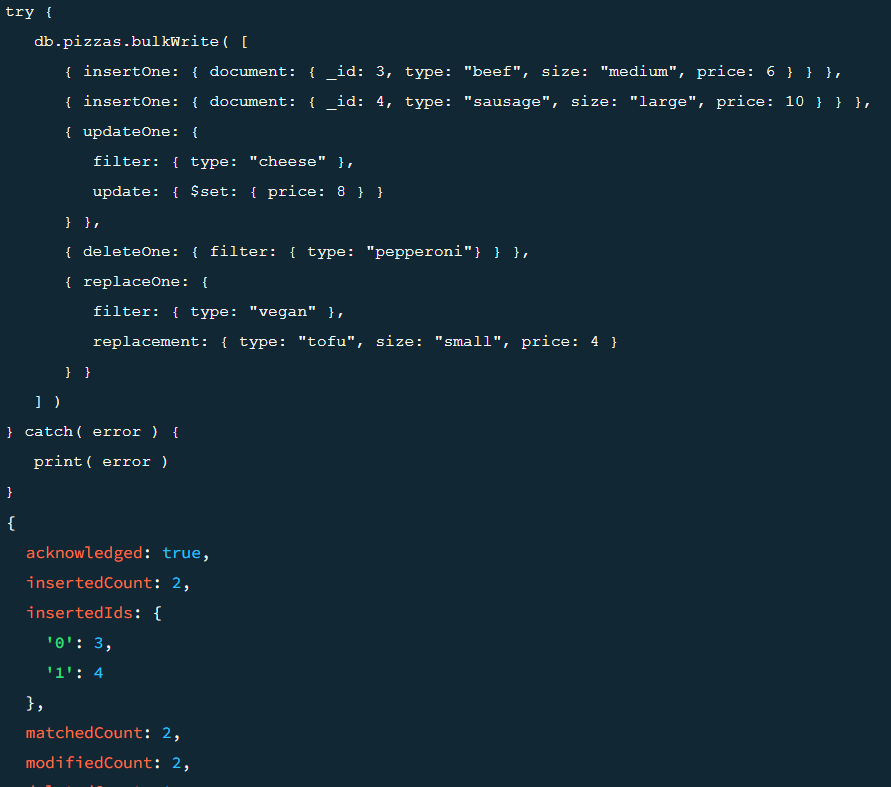 try {
   db.pizzas.bulkWrite( [
      { insertOne: { document: { _id: 3, type: "beef", size: "medium", price: 6 } } },
      { insertOne: { document: { _id: 4, type: "sausage", size: "large", price: 10 } } },
      { updateOne: {
         filter: { type: "cheese" },
         update: { $set: { price: 8 } }
      } },
      { deleteOne: { filter: { type: "pepperoni"} } },
      { replaceOne: {
         filter: { type: "vegan" },
         replacement: { type: "tofu", size: "small", price: 4 }
      } }
   ] )
} catch( error ) {
   print( error )
}
{
  acknowledged: true,
  insertedCount: 2,
  insertedIds: {
    '0': 3,
    '1': 4
  },
  matchedCount: 2,
  modifiedCount: 2,